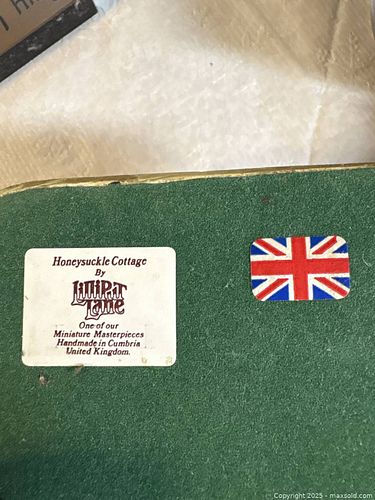 Honeysuckle Cottage
By
Lilliput
Lane
One of our
Miniature Masterpieces
Handmade in Cumbria
United Kingdom.
Copyright © 2025 - maxsold.com